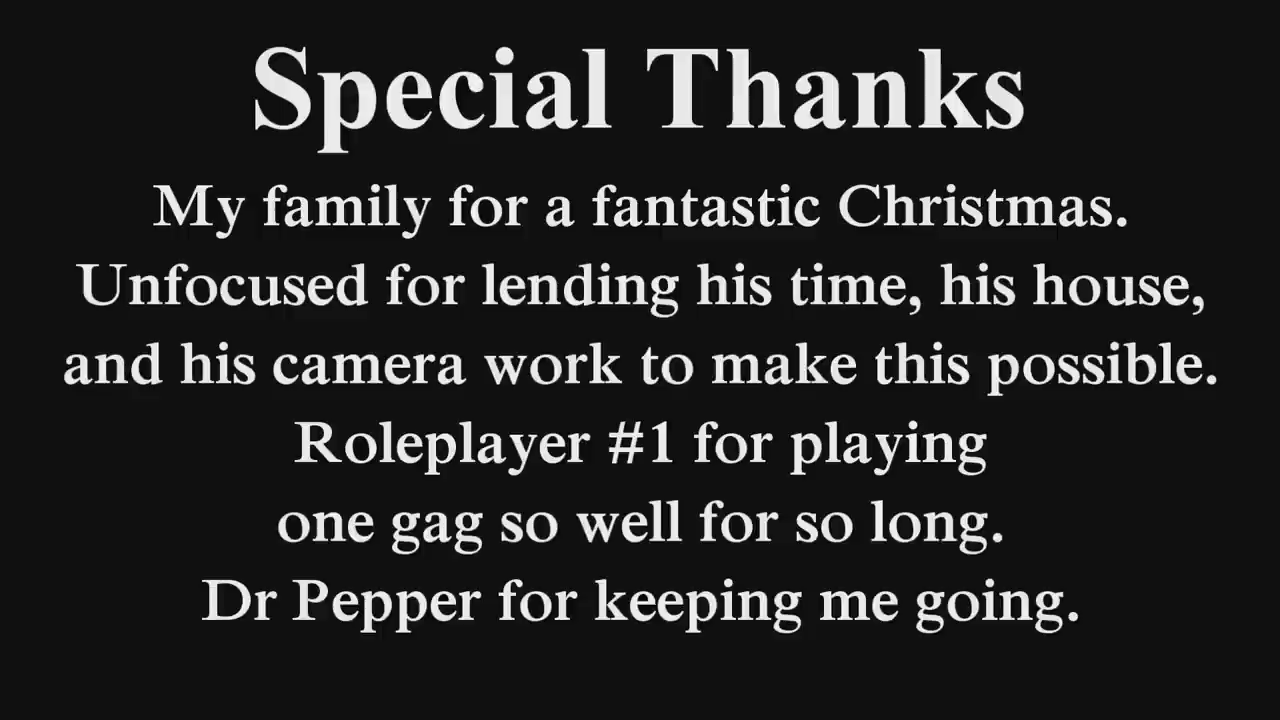 Special Thanks
My family for a fantastic Christmas.
Unfocused for lending his time, his house,
and his camera work to make this possible.
Roleplayer #1 for playing
one gag so well for so long.
Dr Pepper for keeping me going.